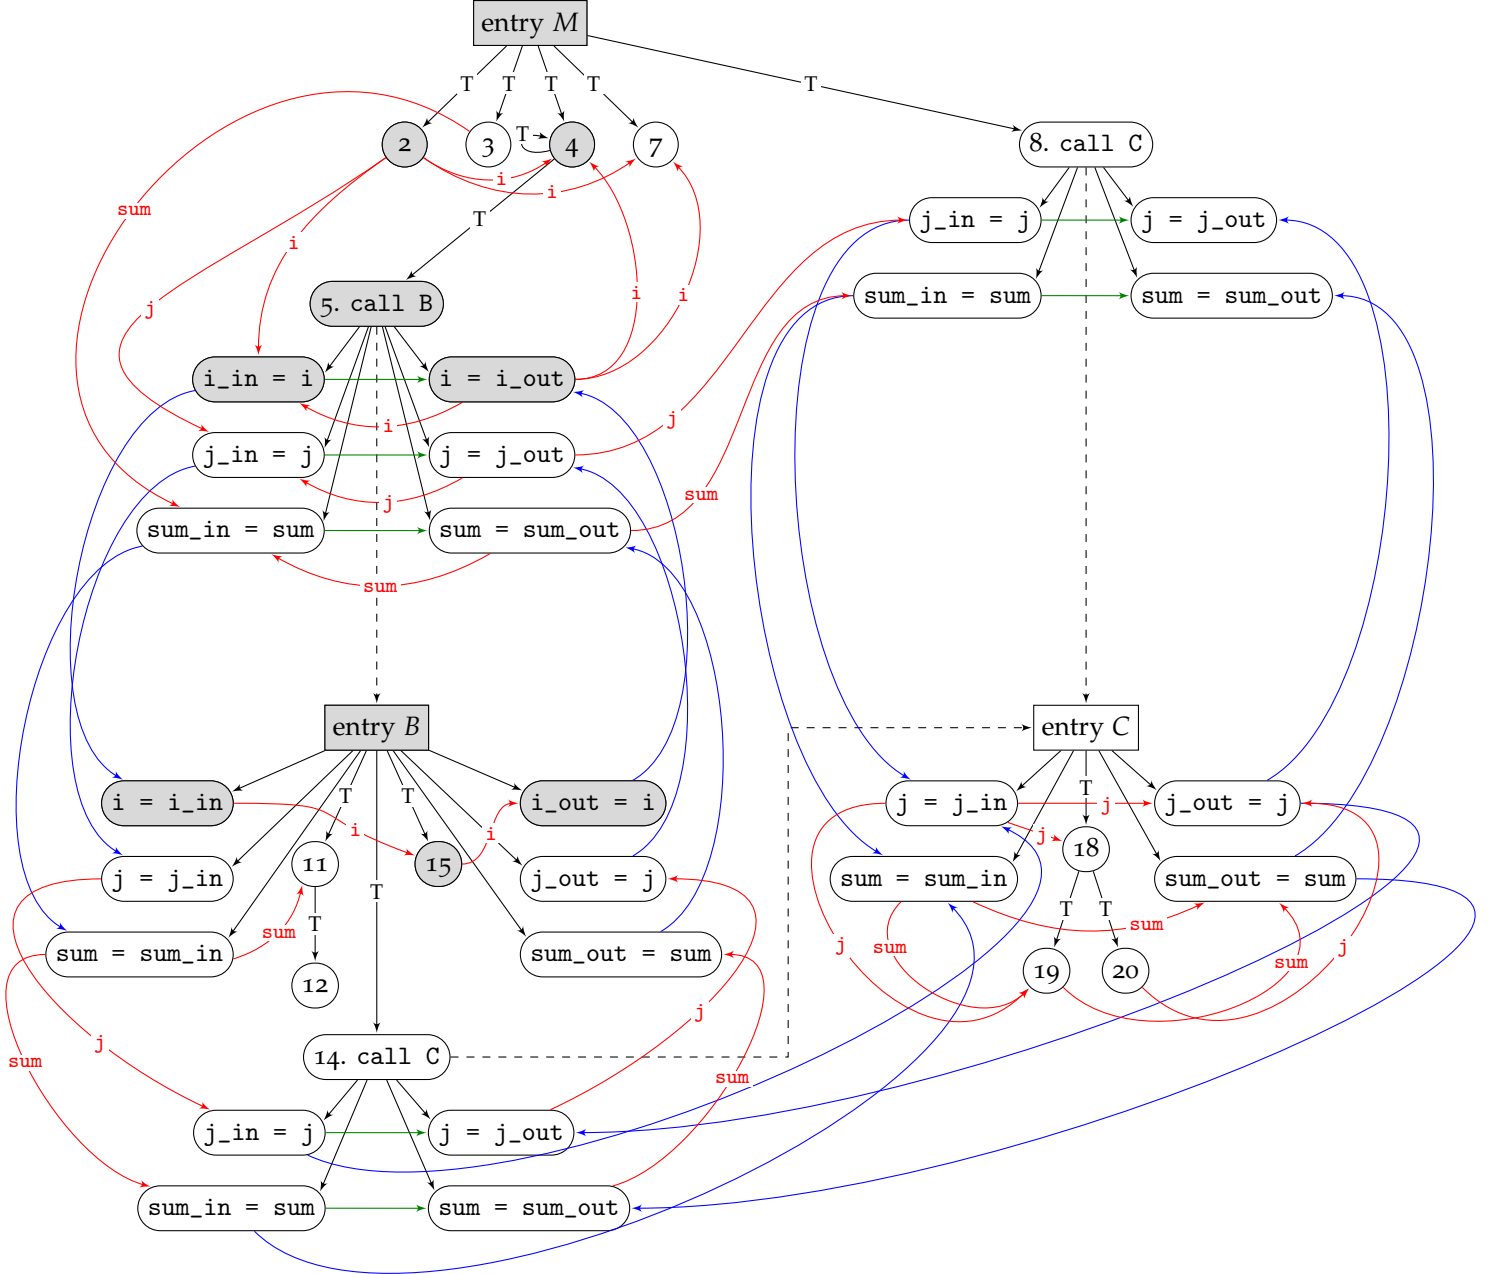 entry M
T T T T T
2 3 T 4 7 8. call C
i
i
sum
T
j_in = j j = j_out
i
sum_in = sum sum = sum_out
i i
j
5. call B
i_in = i i = i_out
j
i
j_in = j j = j_out
sum
j
sum_in = sum sum = sum_out
sum
entry B entry C
T T T
i = i_in i_out = i j = j_in j j_out = j
i i
j
11 15 18
j = j_in j_out = j sum = sum_in sum_out = sum
T
T T
T
sum sum
j sum j
sum = sum_in sum_out = sum
sum
12 19 20
j
j
14. call C
sum
sum
j_in = j j = j_out
sum_in = sum sum = sum_out